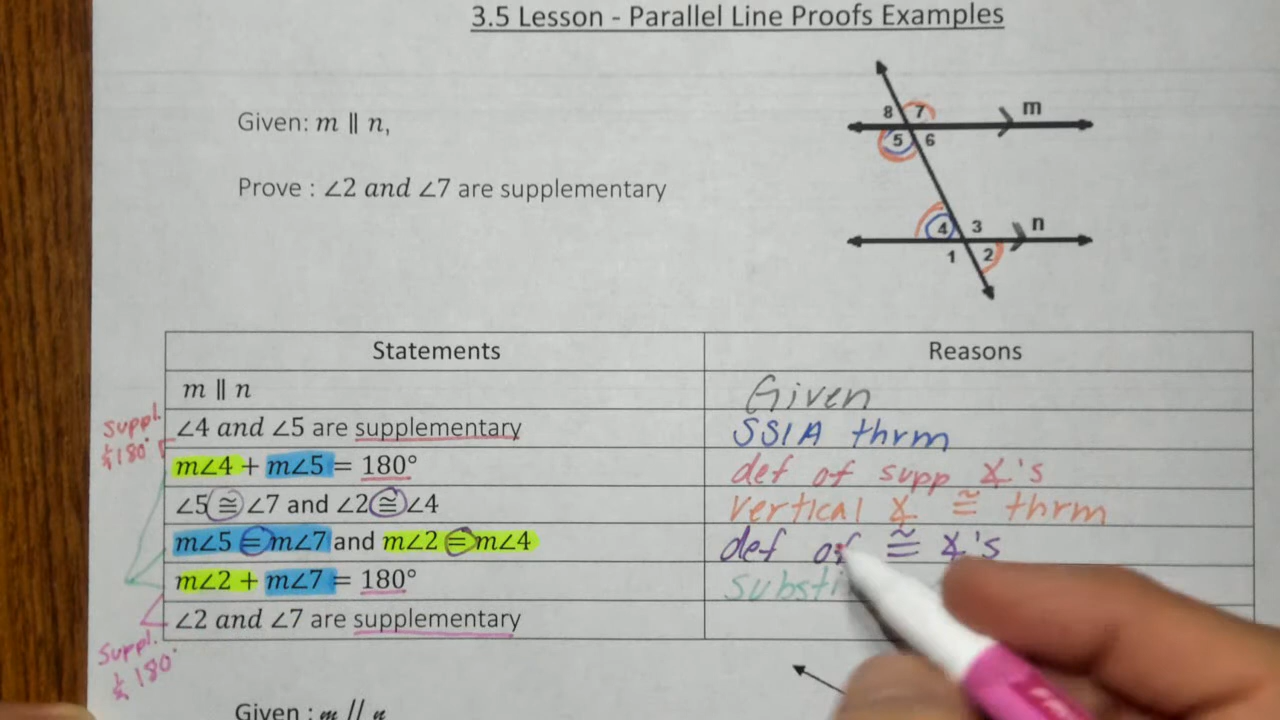 3.5 Lesson - Parallel Line Proofs Examples
Given: m ∥ n,
Prove : ∠2 and ∠7 are supplementary
8 7 m
5 6
4 3 n
1 2
Statements Reasons
m ∥ n Given
∠4 and ∠5 are supplementary SSIA thrm
m∠4 + m∠5 = 180° def of supp ∡'s
∠5 ≅ ∠7 and ∠2 ≅ ∠4 vertical ∡ ≅ thrm
m∠5 = m∠7 and m∠2 = m∠4 def of ≅ ∡'s
m∠2 + m∠7 = 180°
∠2 and ∠7 are supplementary
suppl.
180°
suppl.
180°
Given : m // n